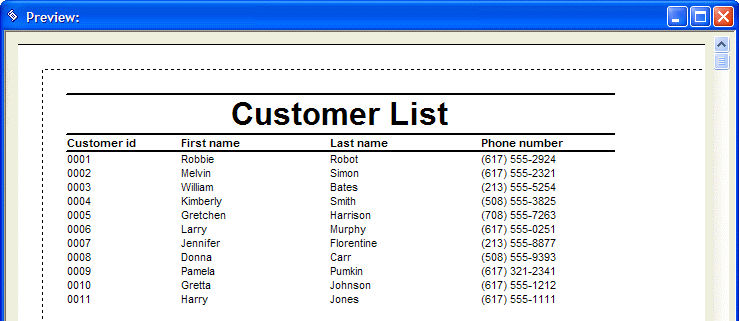 Preview:
Customer List
Customer id First name Last name Phone number
0001 Robbie Robot (617) 555-2924
0002 Melvin Simon (617) 555-2321
0003 William Bates (213) 555-5254
0004 Kimberly Smith (508) 555-3825
0005 Gretchen Harrison (708) 555-7263
0006 Larry Murphy (617) 555-0251
0007 Jennifer Florentine (213) 555-8877
0008 Donna Carr (508) 555-9393
0009 Pamela Pumkin (617) 321-2341
0010 Gretta Johnson (617) 555-1212
0011 Harry Jones (617) 555-1111